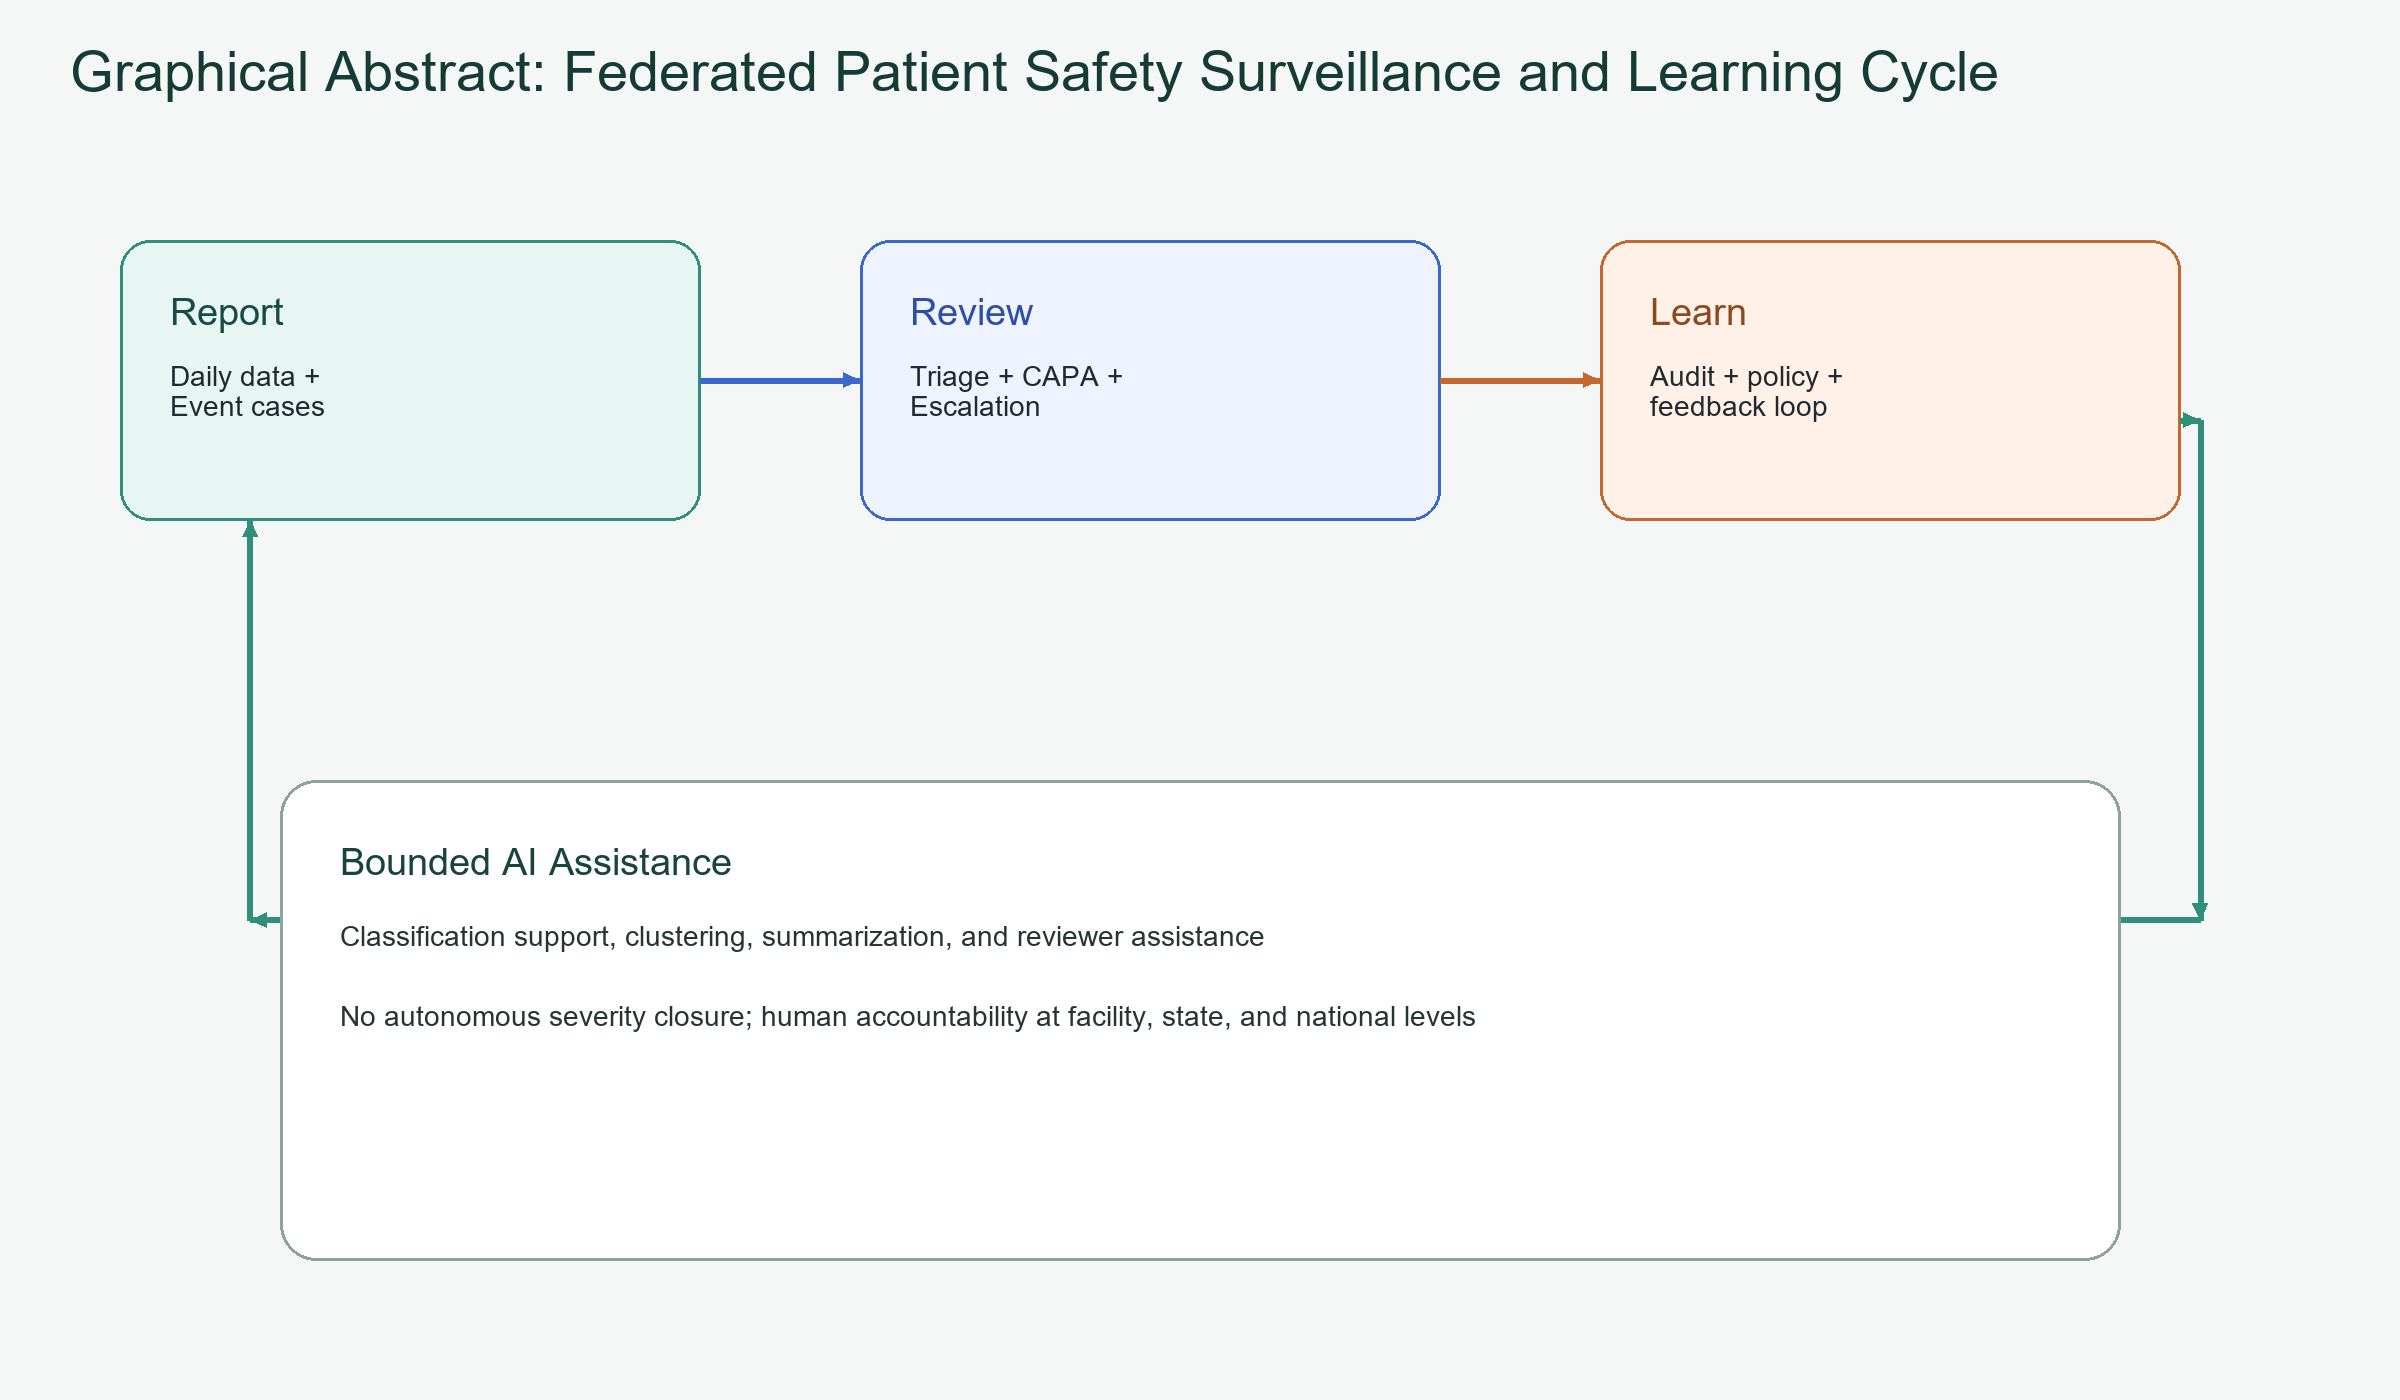 Graphical Abstract: Federated Patient Safety Surveillance and Learning Cycle
Report
Daily data +
Event cases
Review
Triage + CAPA +
Escalation
Learn
Audit + policy +
feedback loop
Bounded AI Assistance
Classification support, clustering, summarization, and reviewer assistance
No autonomous severity closure; human accountability at facility, state, and national levels